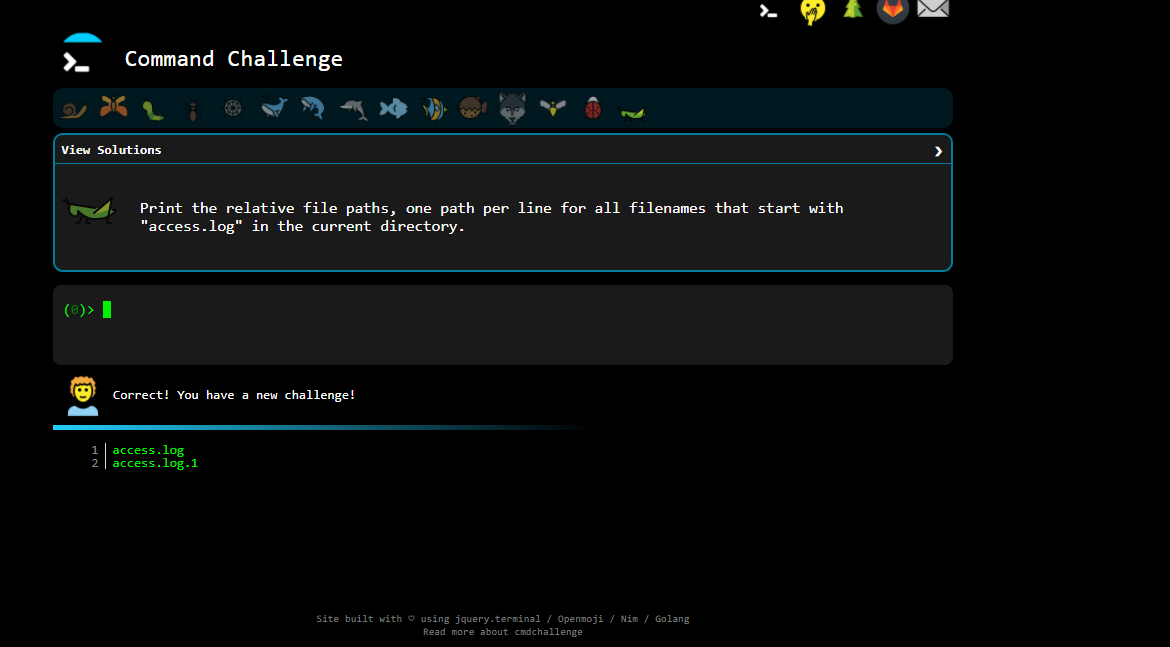 Command Challenge
View Solutions
Print the relative file paths, one path per line for all filenames that start with
"access.log" in the current directory.
(0)>
Correct! You have a new challenge!
1 access.log
2 access.log.1
Site built with ♡ using jquery.terminal / Openmoji / Nim / Golang
Read more about cmdchallenge